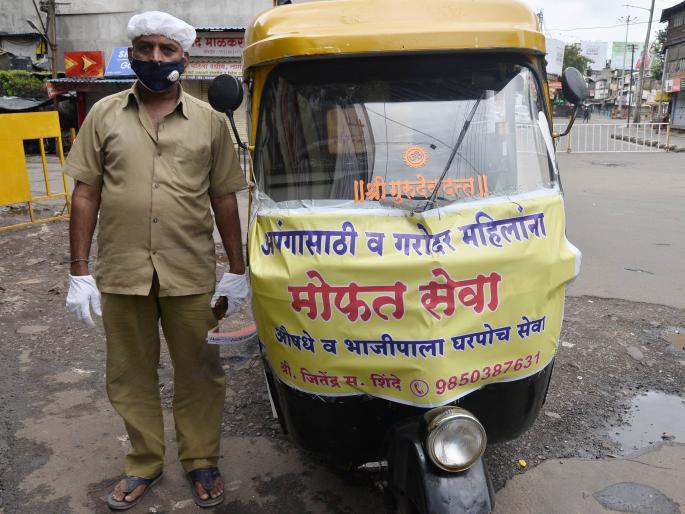 ॐ
॥श्री गुरुदेव दत्त॥
अपंगासाठी व गरोदर महिलांना
मोफत सेवा
औषधे व भाजीपाला घरपोच सेवा
श्री. जितेंद्र स. शिंदे 9850387631